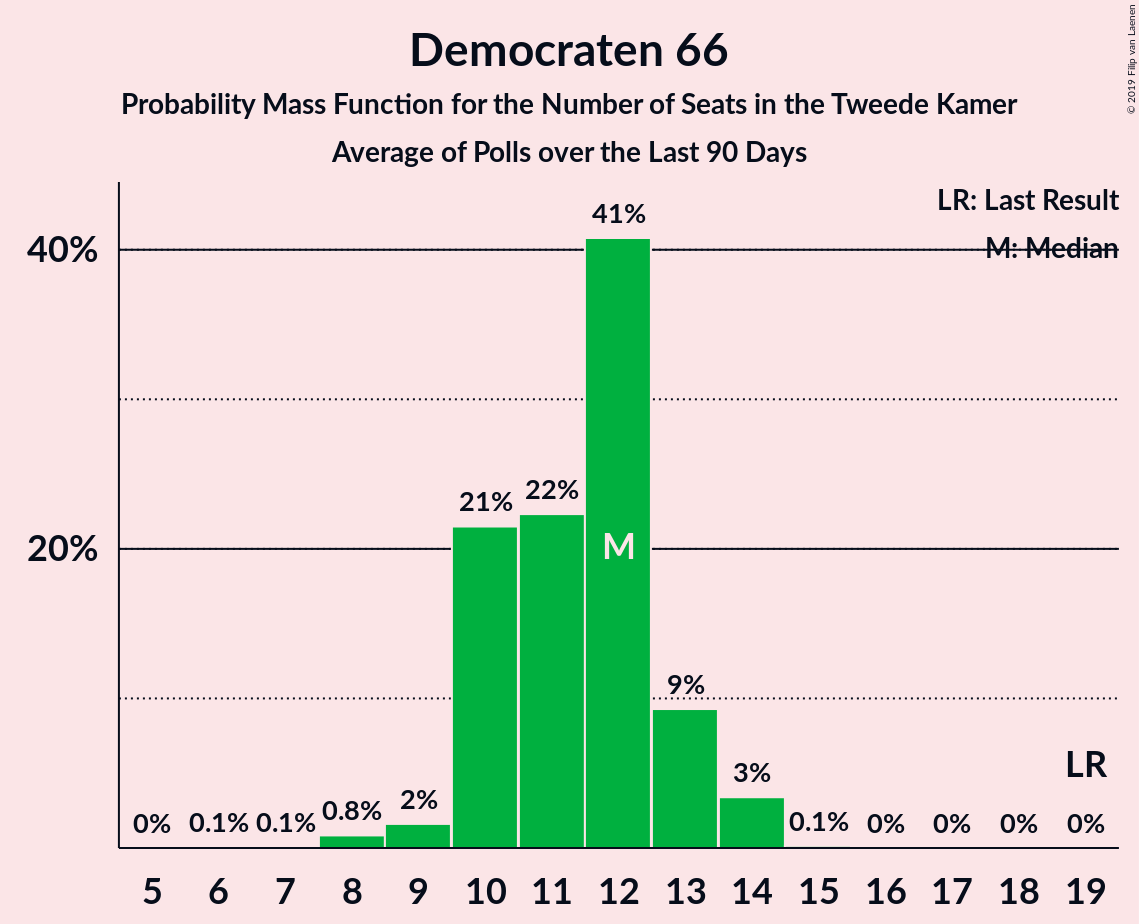 Democraten 66
Probability Mass Function for the Number of Seats in the Tweede Kamer
Average of Polls over the Last 90 Days
© 2019 Filip van Laenen
LR: Last Result
M: Median
40%
20%
0%
0.1%
0.1%
0.8%
2%
21%
22%
41%
9%
3%
0.1%
0%
0%
0%
0%
M
LR
5 6 7 8 9 10 11 12 13 14 15 16 17 18 19